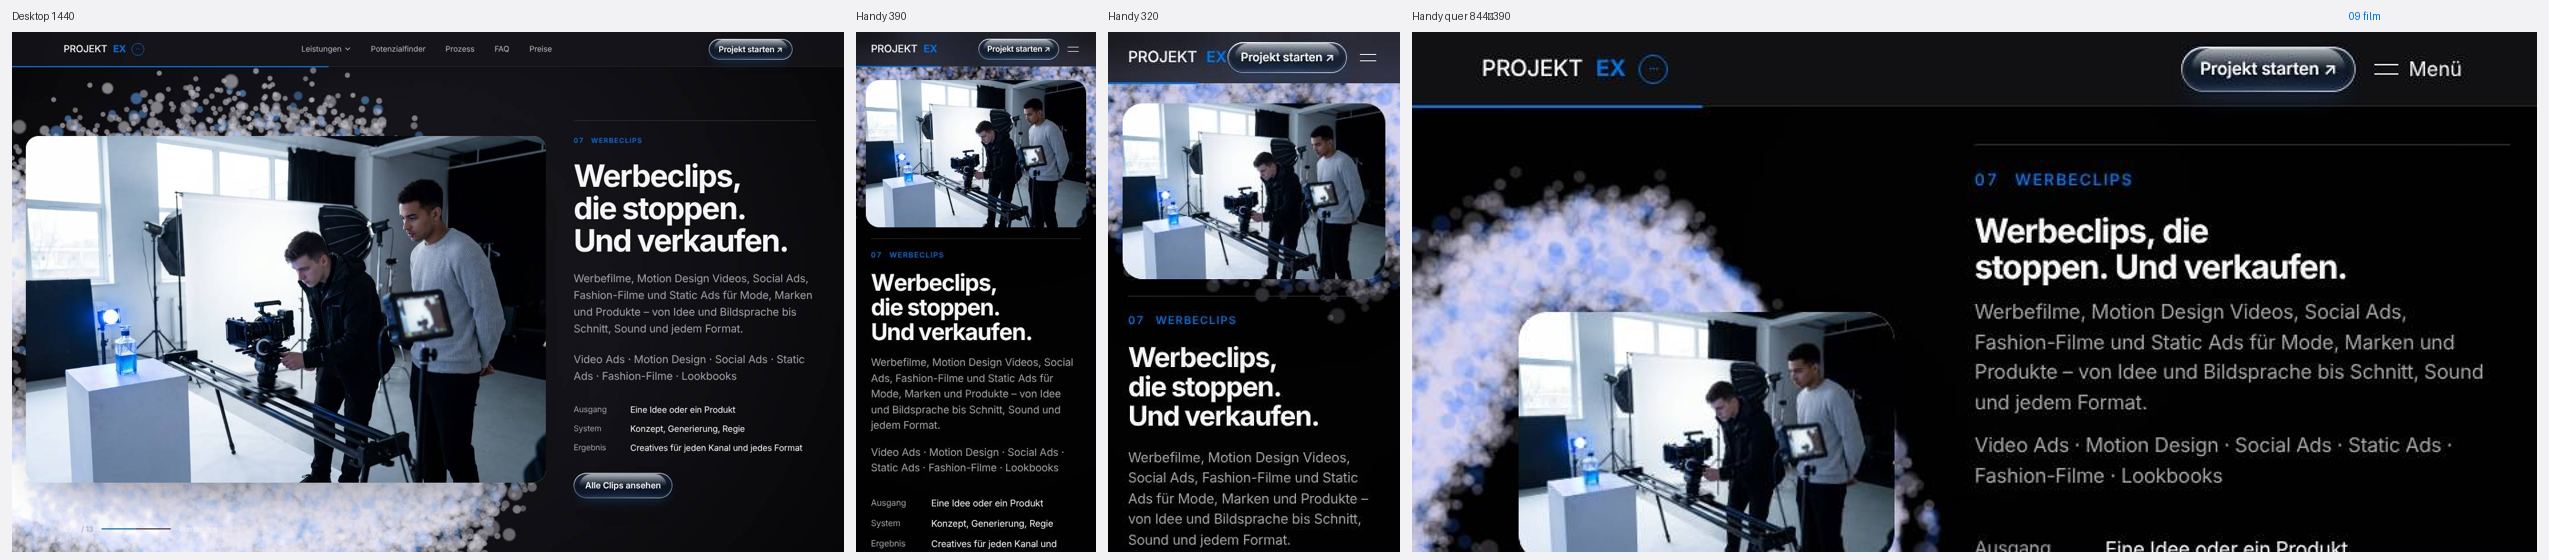 Desktop 1440
PROJEKT EX
Leistungen
Potenzialfinder
Prozess
FAQ
Preise
Projekt starten ↗
07 WERBECLIPS
Werbeclips,
die stoppen.
Und verkaufen.
Werbefilme, Motion Design Videos, Social Ads,
Fashion-Filme und Static Ads für Mode, Marken
und Produkte – von Idee und Bildsprache bis
Schnitt, Sound und jedem Format.
Video Ads · Motion Design · Social Ads · Static
Ads · Fashion-Filme · Lookbooks
Ausgang Eine Idee oder ein Produkt
System Konzept, Generierung, Regie
Ergebnis Creatives für jeden Kanal und jedes Format
Alle Clips ansehen
/ 13
Handy 390
PROJEKT EX
Projekt starten ↗
07 WERBECLIPS
Werbeclips,
die stoppen.
Und verkaufen.
Werbefilme, Motion Design Videos, Social
Ads, Fashion-Filme und Static Ads für
Mode, Marken und Produkte – von Idee
und Bildsprache bis Schnitt, Sound und
jedem Format.
Video Ads · Motion Design · Social Ads ·
Static Ads · Fashion-Filme · Lookbooks
Ausgang Eine Idee oder ein Produkt
System Konzept, Generierung, Regie
Ergebnis Creatives für jeden Kanal und
Handy 320
PROJEKT EX
Projekt starten ↗
07 WERBECLIPS
Werbeclips,
die stoppen.
Und verkaufen.
Werbefilme, Motion Design Videos,
Social Ads, Fashion-Filme und Static
Ads für Mode, Marken und Produkte –
von Idee und Bildsprache bis Schnitt,
Sound und jedem Format.
Handy quer 844 390
09 film
PROJEKT EX
Projekt starten ↗
Menü
07 WERBECLIPS
Werbeclips, die
stoppen. Und verkaufen.
Werbefilme, Motion Design Videos, Social Ads,
Fashion-Filme und Static Ads für Mode, Marken und
Produkte – von Idee und Bildsprache bis Schnitt, Sound
und jedem Format.
Video Ads · Motion Design · Social Ads · Static Ads ·
Fashion-Filme · Lookbooks
Ausgang Eine Idee oder ein Produkt